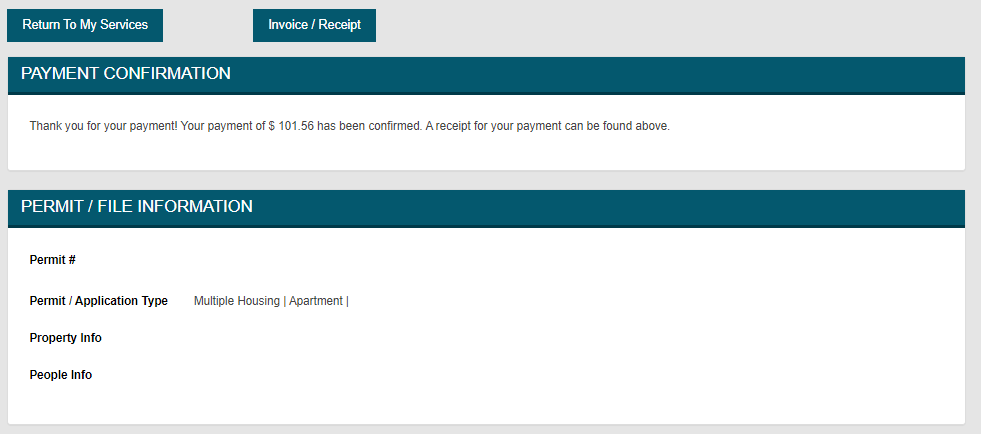 Return To My Services Invoice / Receipt
PAYMENT CONFIRMATION
Thank you for your payment! Your payment of $ 101.56 has been confirmed. A receipt for your payment can be found above.
PERMIT / FILE INFORMATION
Permit #
Permit / Application Type Multiple Housing | Apartment |
Property Info
People Info